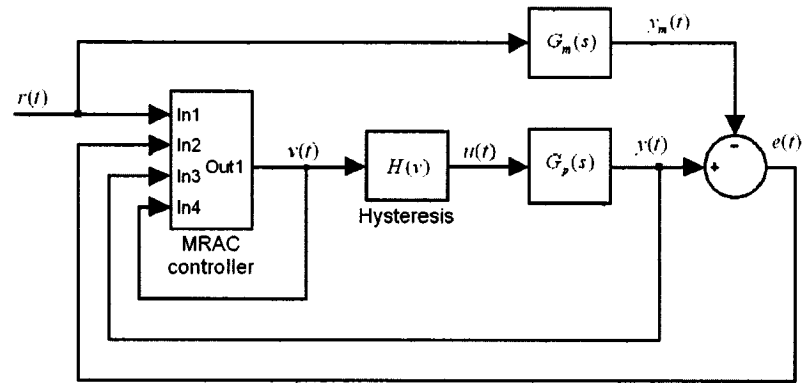 G_m(s)
y_m(t)
r(t)
In1
In2
In3
In4
Out1
v(t)
H(v)
u(t)
G_p(s)
y(t)
-
+
e(t)
Hysteresis
MRAC
controller